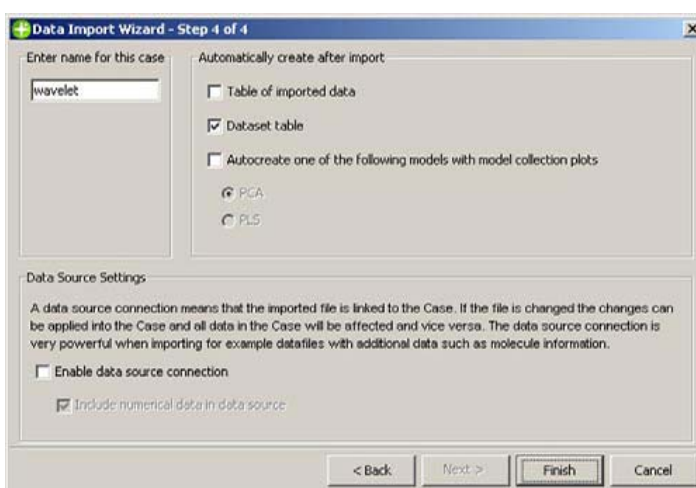 Data Import Wizard - Step 4 of 4
Enter name for this case
wavelet
Automatically create after import
Table of imported data
Dataset table
Autocreate one of the following models with model collection plots
PCA
PLS
Data Source Settings
A data source connection means that the imported file is linked to the Case. If the file is changed the changes can
be applied into the Case and all data in the Case will be affected and vice versa. The data source connection is
very powerful when importing for example datafiles with additional data such as molecule information.
Enable data source connection
Include numerical data in data source
< Back Next > Finish Cancel